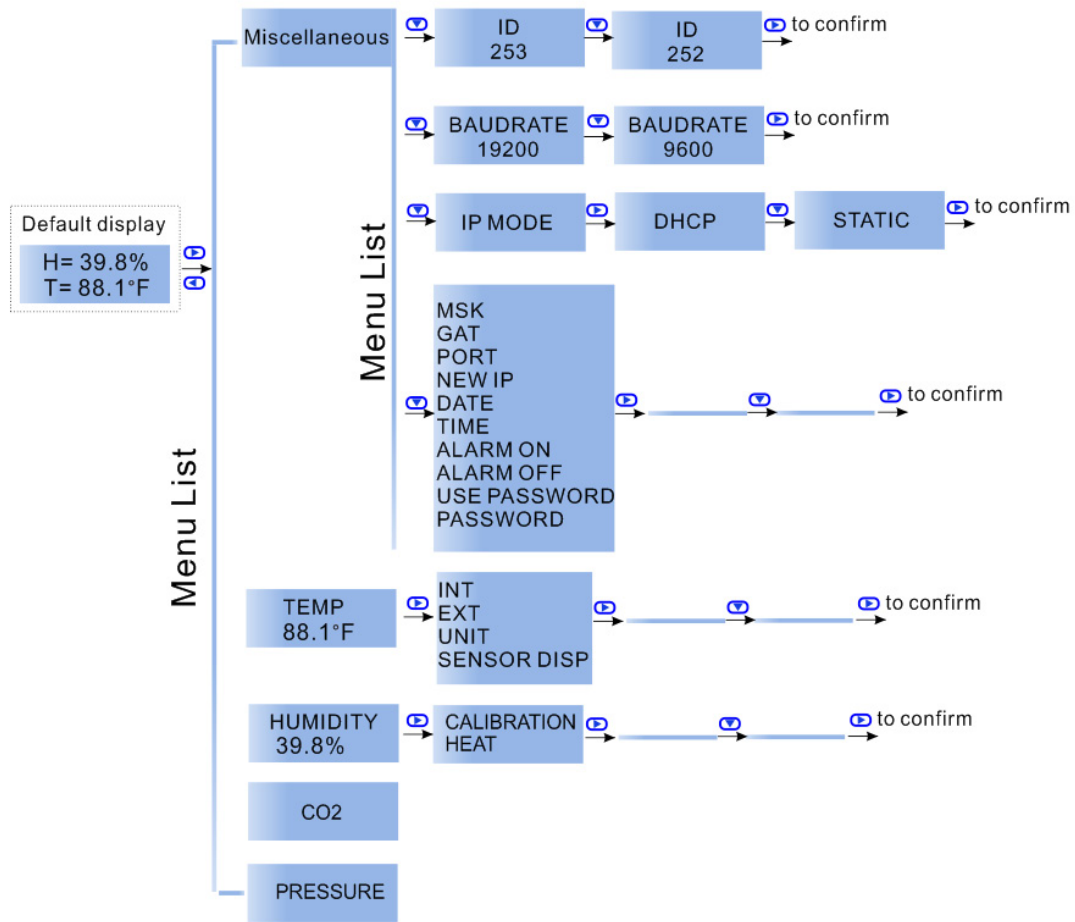 Miscellaneous
ID
253
ID
252
to confirm
BAUDRATE
19200
BAUDRATE
9600
to confirm
IP MODE
DHCP
STATIC
to confirm
Default display
H= 39.8%
T= 88.1°F
Menu List
Menu List
MSK
GAT
PORT
NEW IP
DATE
TIME
ALARM ON
ALARM OFF
USE PASSWORD
PASSWORD
to confirm
TEMP
88.1°F
INT
EXT
UNIT
SENSOR DISP
to confirm
HUMIDITY
39.8%
CALIBRATION
HEAT
to confirm
CO2
PRESSURE